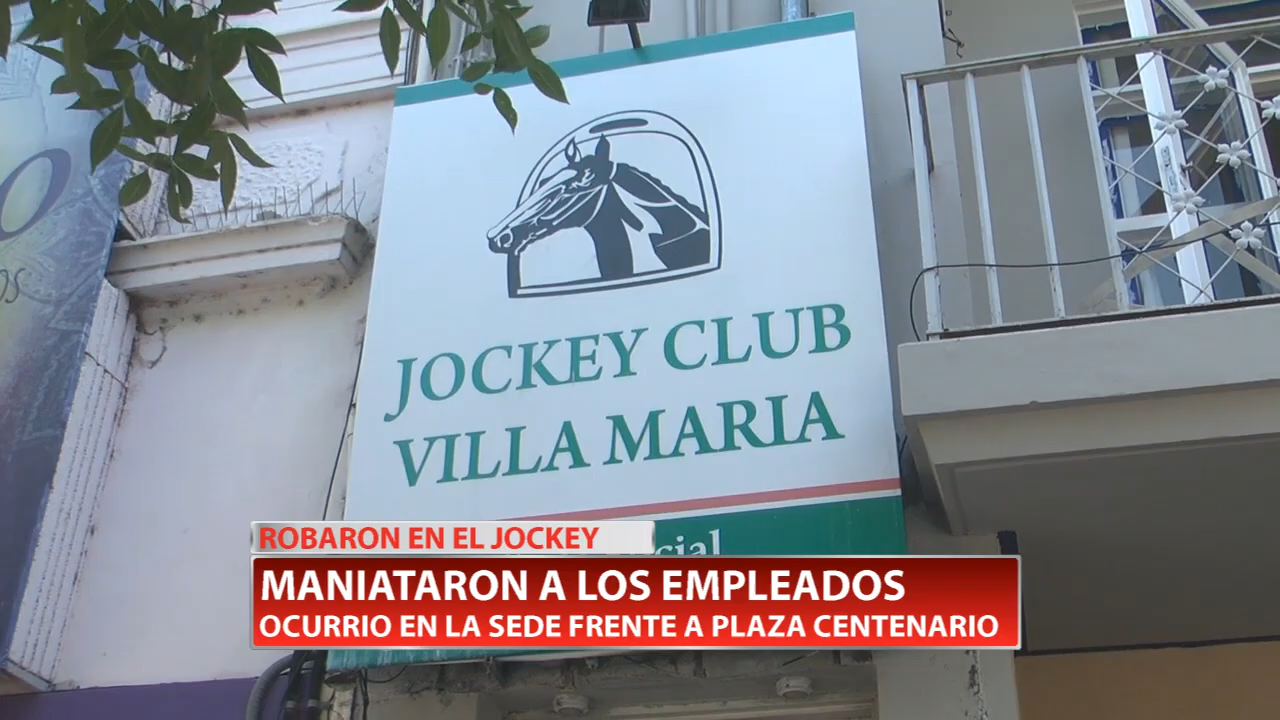 JOCKEY CLUB
VILLA MARIA
ROBARON EN EL JOCKEY
MANIATARON A LOS EMPLEADOS
OCURRIO EN LA SEDE FRENTE A PLAZA CENTENARIO